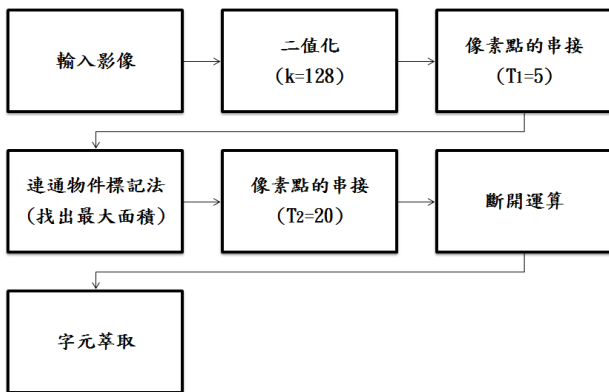 輸入影像
二值化
(k=128)
像素點的串接
(T1=5)
連通物件標記法
(找出最大面積)
像素點的串接
(T2=20)
斷開運算
字元萃取